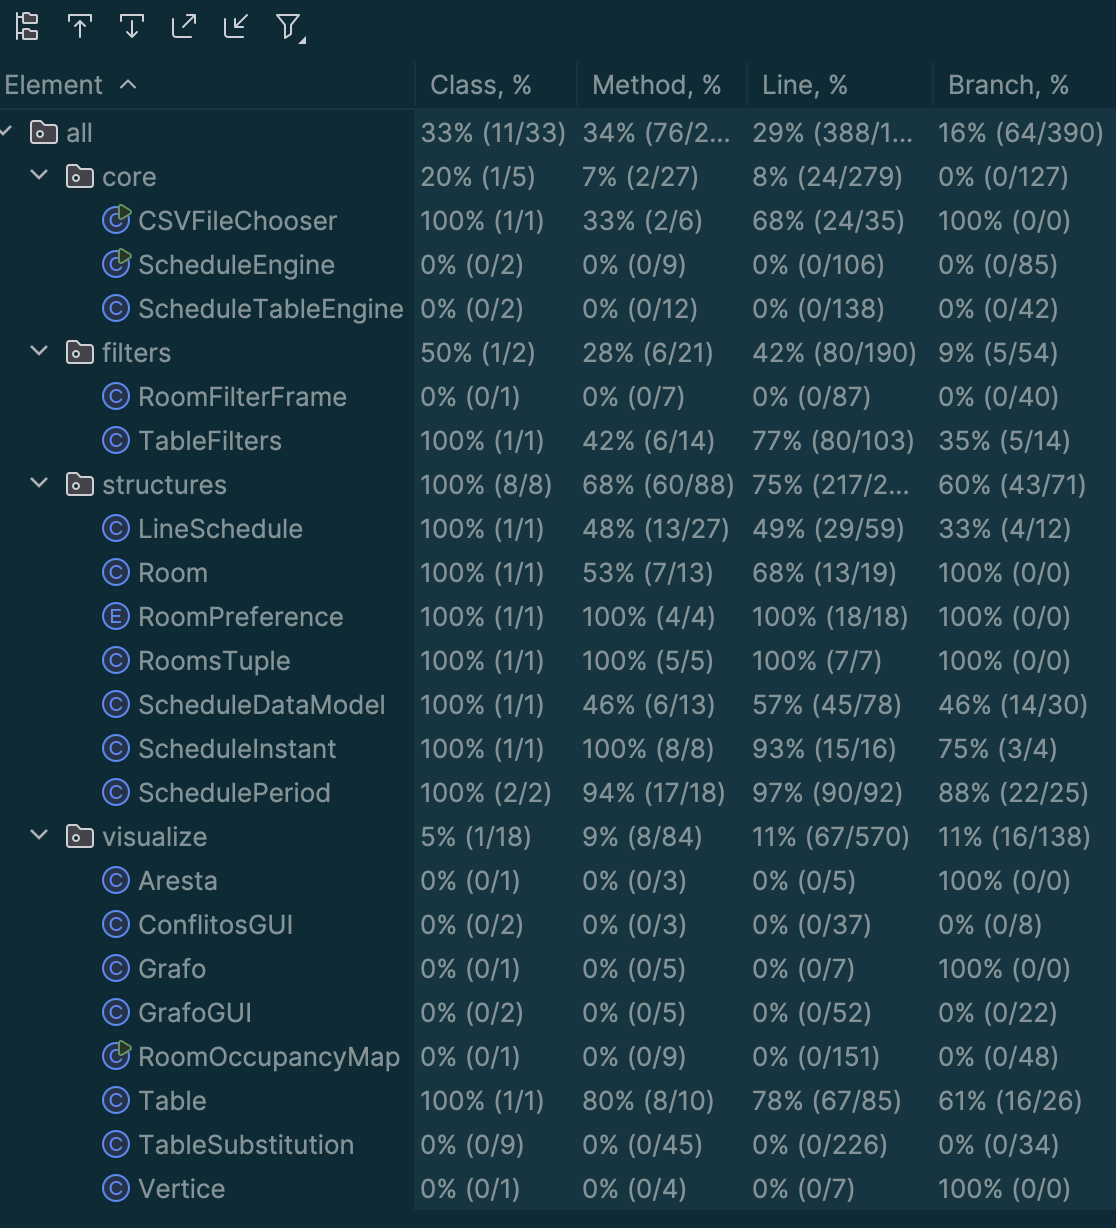 Element Class, % Method, % Line, % Branch, %
all 33% (11/33) 34% (76/2... 29% (388/1... 16% (64/390)
core 20% (1/5) 7% (2/27) 8% (24/279) 0% (0/127)
CSVFileChooser 100% (1/1) 33% (2/6) 68% (24/35) 100% (0/0)
ScheduleEngine 0% (0/2) 0% (0/9) 0% (0/106) 0% (0/85)
ScheduleTableEngine 0% (0/2) 0% (0/12) 0% (0/138) 0% (0/42)
filters 50% (1/2) 28% (6/21) 42% (80/190) 9% (5/54)
RoomFilterFrame 0% (0/1) 0% (0/7) 0% (0/87) 0% (0/40)
TableFilters 100% (1/1) 42% (6/14) 77% (80/103) 35% (5/14)
structures 100% (8/8) 68% (60/88) 75% (217/2... 60% (43/71)
LineSchedule 100% (1/1) 48% (13/27) 49% (29/59) 33% (4/12)
Room 100% (1/1) 53% (7/13) 68% (13/19) 100% (0/0)
RoomPreference 100% (1/1) 100% (4/4) 100% (18/18) 100% (0/0)
RoomsTuple 100% (1/1) 100% (5/5) 100% (7/7) 100% (0/0)
ScheduleDataModel 100% (1/1) 46% (6/13) 57% (45/78) 46% (14/30)
ScheduleInstant 100% (1/1) 100% (8/8) 93% (15/16) 75% (3/4)
SchedulePeriod 100% (2/2) 94% (17/18) 97% (90/92) 88% (22/25)
visualize 5% (1/18) 9% (8/84) 11% (67/570) 11% (16/138)
Aresta 0% (0/1) 0% (0/3) 0% (0/5) 100% (0/0)
ConflitosGUI 0% (0/2) 0% (0/3) 0% (0/37) 0% (0/8)
Grafo 0% (0/1) 0% (0/5) 0% (0/7) 100% (0/0)
GrafoGUI 0% (0/2) 0% (0/5) 0% (0/52) 0% (0/22)
RoomOccupancyMap 0% (0/1) 0% (0/9) 0% (0/151) 0% (0/48)
Table 100% (1/1) 80% (8/10) 78% (67/85) 61% (16/26)
TableSubstitution 0% (0/9) 0% (0/45) 0% (0/226) 0% (0/34)
Vertice 0% (0/1) 0% (0/4) 0% (0/7) 100% (0/0)